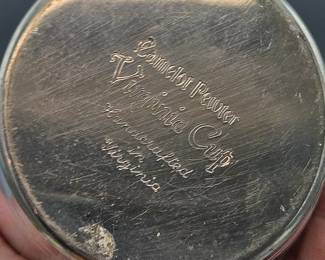 Camelot Pewter
Virginia Cup
Handcrafted
in
Virginia